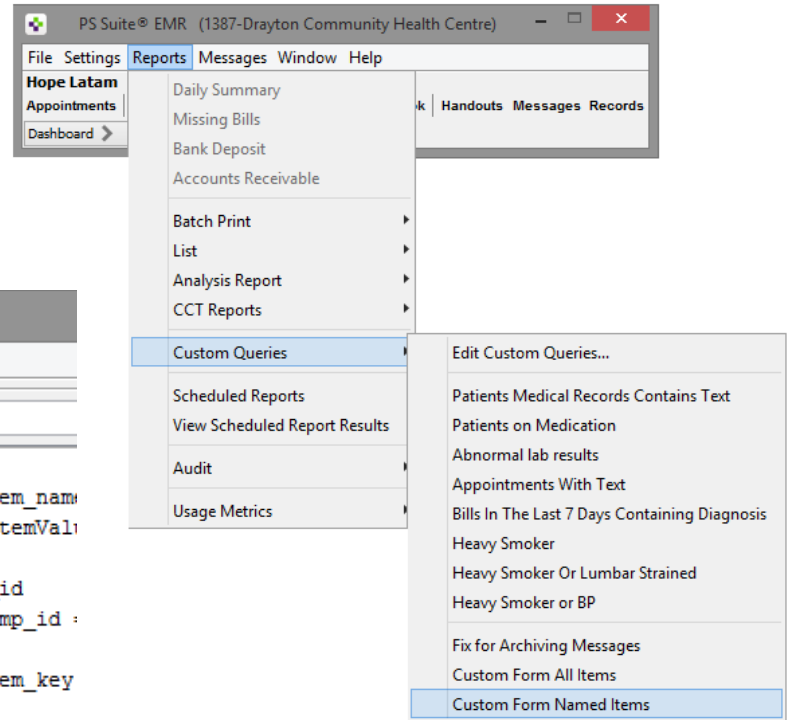 PS Suite® EMR (1387-Drayton Community Health Centre)
File Settings Reports Messages Window Help
Hope Latam
Appointments Handouts Messages Records
Dashboard
Daily Summary
Missing Bills
Bank Deposit
Accounts Receivable
Batch Print
List
Analysis Report
CCT Reports
Custom Queries
Scheduled Reports
View Scheduled Report Results
Audit
Usage Metrics
Edit Custom Queries...
Patients Medical Records Contains Text
Patients on Medication
Abnormal lab results
Appointments With Text
Bills In The Last 7 Days Containing Diagnosis
Heavy Smoker
Heavy Smoker Or Lumbar Strained
Heavy Smoker or BP
Fix for Archiving Messages
Custom Form All Items
Custom Form Named Items
em_name
temValu
id
mp_id =
em_key